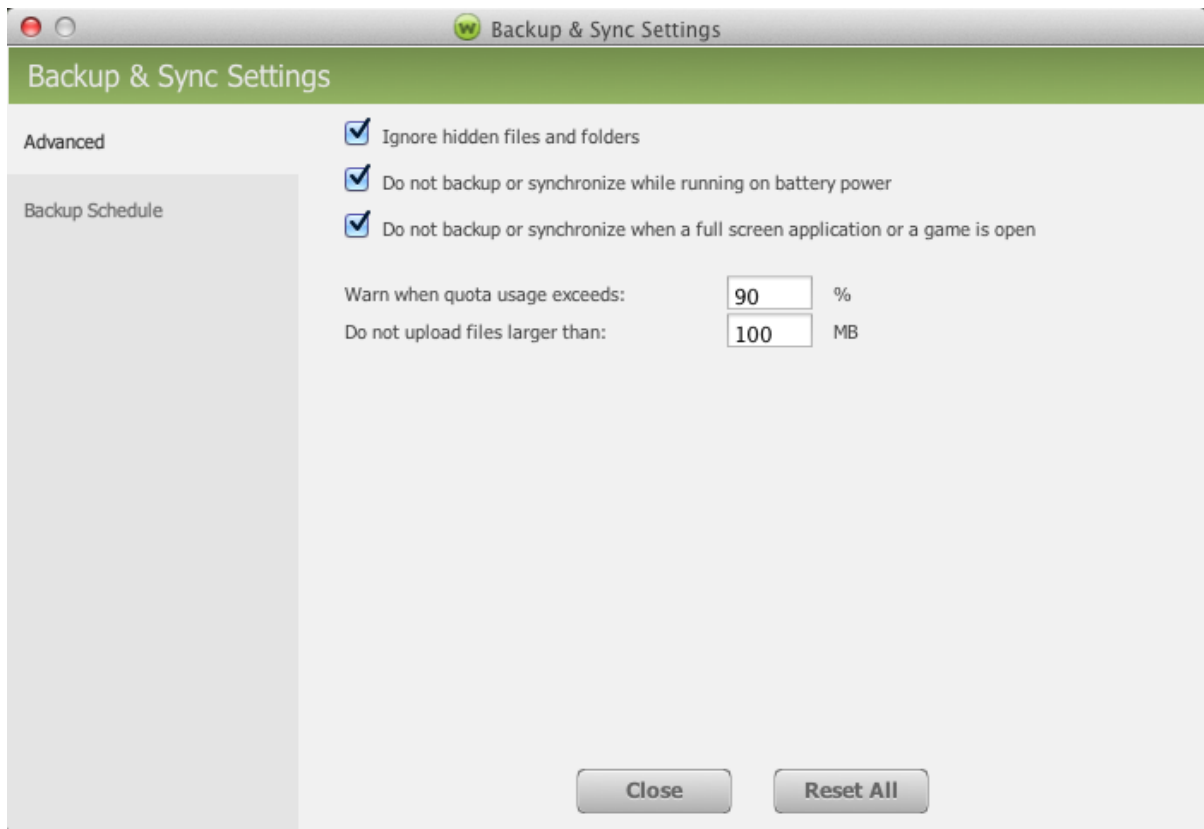 Backup & Sync Settings
Backup & Sync Settings
Advanced
Backup Schedule
Ignore hidden files and folders
Do not backup or synchronize while running on battery power
Do not backup or synchronize when a full screen application or a game is open
Warn when quota usage exceeds: 90 %
Do not upload files larger than: 100 MB
Close Reset All